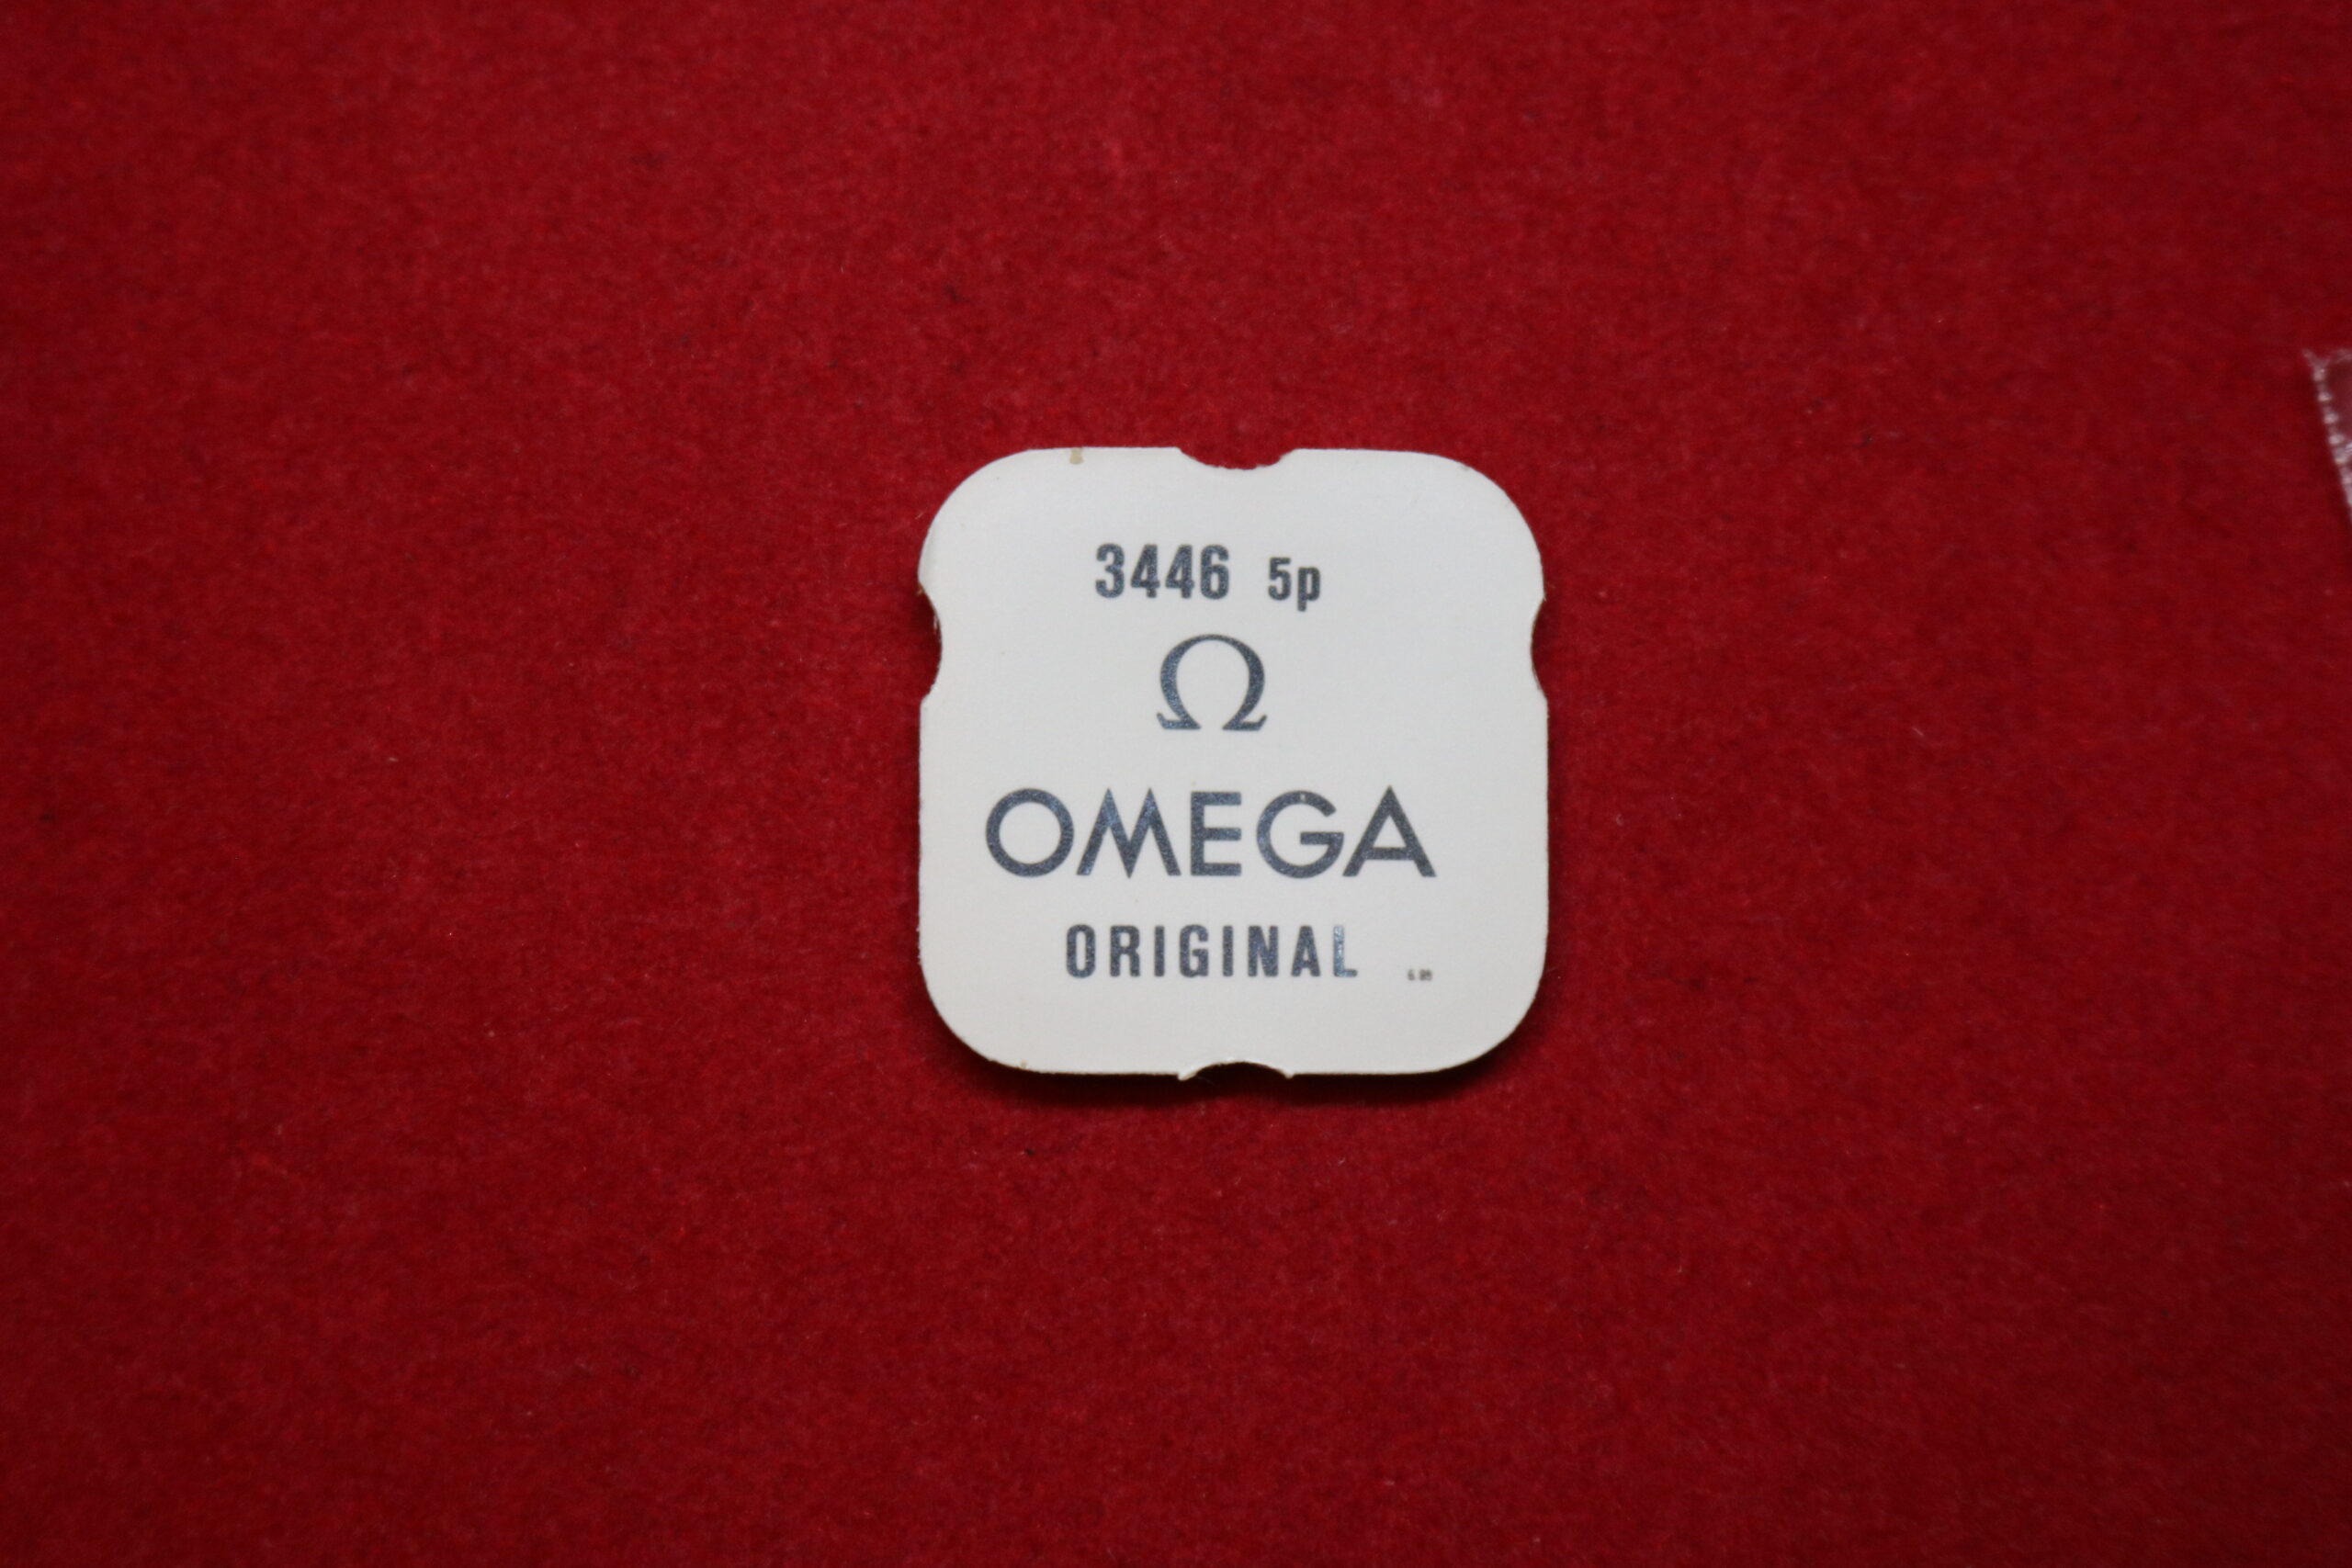 3446 5p
Ω
OMEGA
ORIGINAL